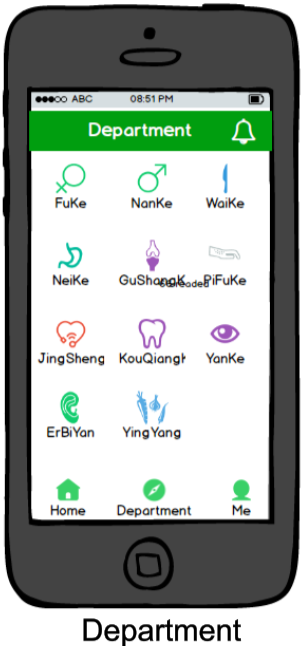 ABC 08:51 PM
Department
FuKe NanKe WaiKe
NeiKe GuShangK PiFuKe
JingSheng KouQiangK YanKe
ErBiYan YingYang
Home Department Me
Department